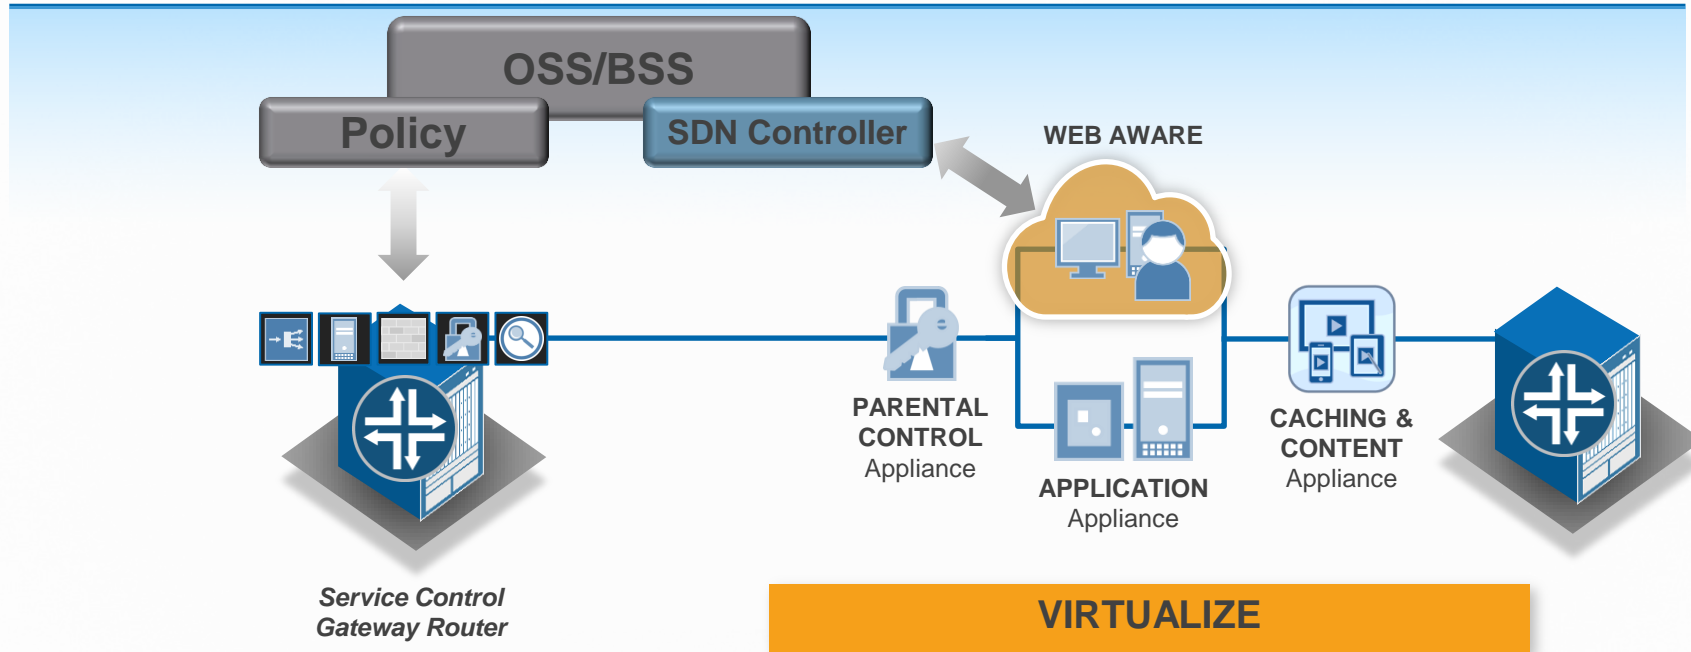 OSS/BSS
Policy
SDN Controller
WEB AWARE
PARENTAL
CONTROL
Appliance
APPLICATION
Appliance
CACHING &
CONTENT
Appliance
Service Control
Gateway Router
VIRTUALIZE